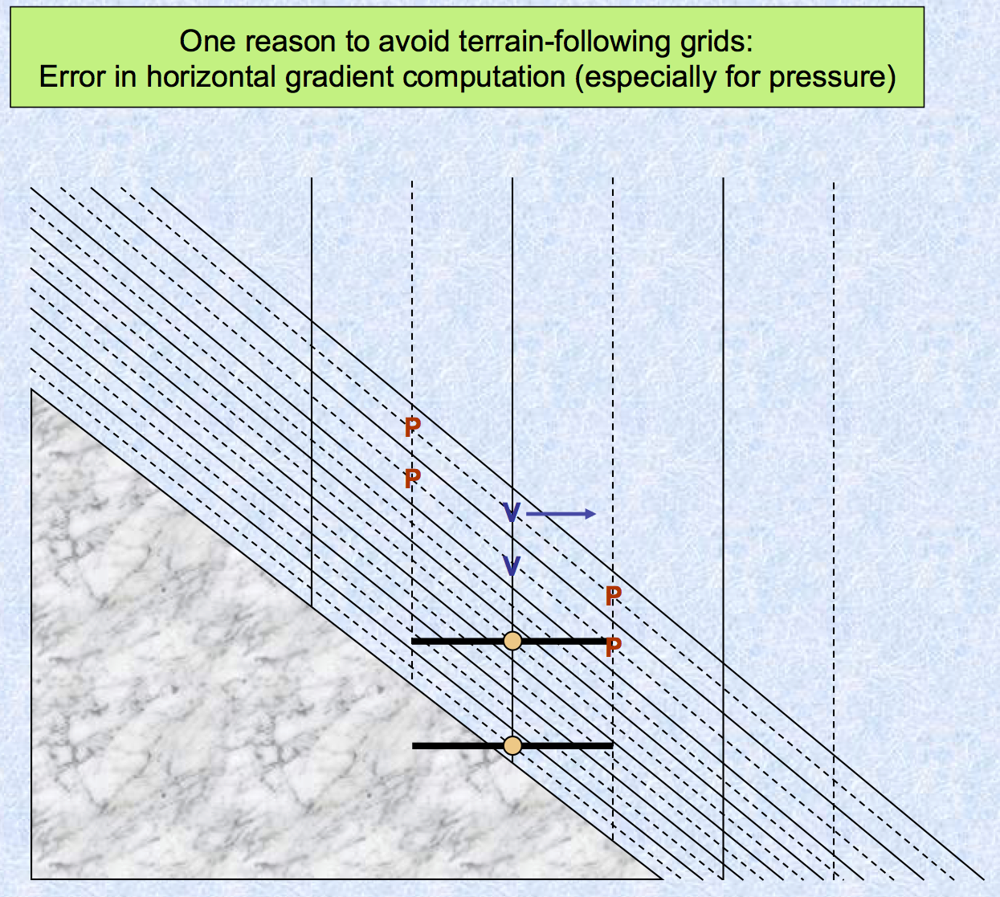 One reason to avoid terrain-following grids:
Error in horizontal gradient computation (especially for pressure)
P
P
V
V
P
P